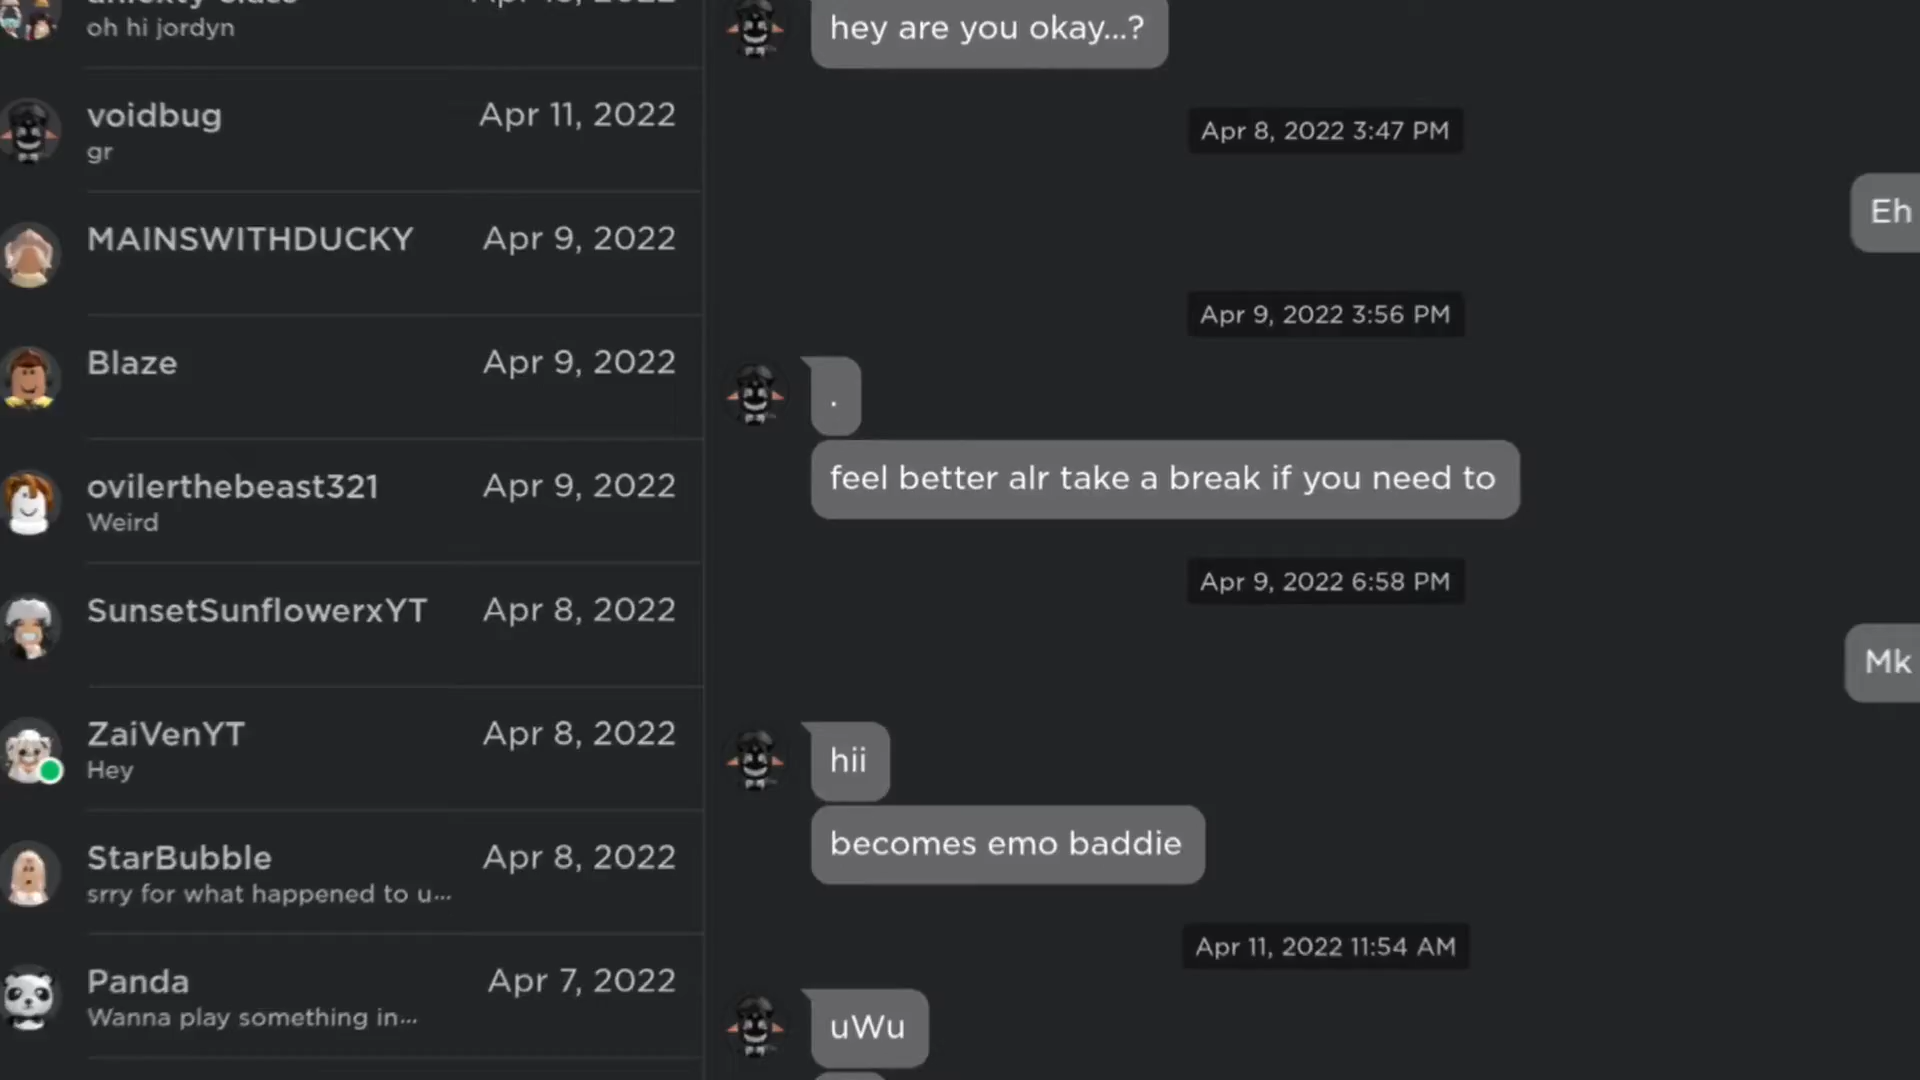 oh hi jordyn
voidbug
Apr 11, 2022
gr
MAINSWITHDUCKY
Apr 9, 2022
Blaze
Apr 9, 2022
ovilerthebeast321
Apr 9, 2022
Weird
SunsetSunflowerxYT
Apr 8, 2022
ZaiVenYT
Apr 8, 2022
Hey
StarBubble
Apr 8, 2022
srry for what happened to u...
Panda
Apr 7, 2022
Wanna play something in...
hey are you okay...?
Apr 8, 2022 3:47 PM
Eh
Apr 9, 2022 3:56 PM
.
feel better alr take a break if you need to
Apr 9, 2022 6:58 PM
Mk
hii
becomes emo baddie
Apr 11, 2022 11:54 AM
uWu